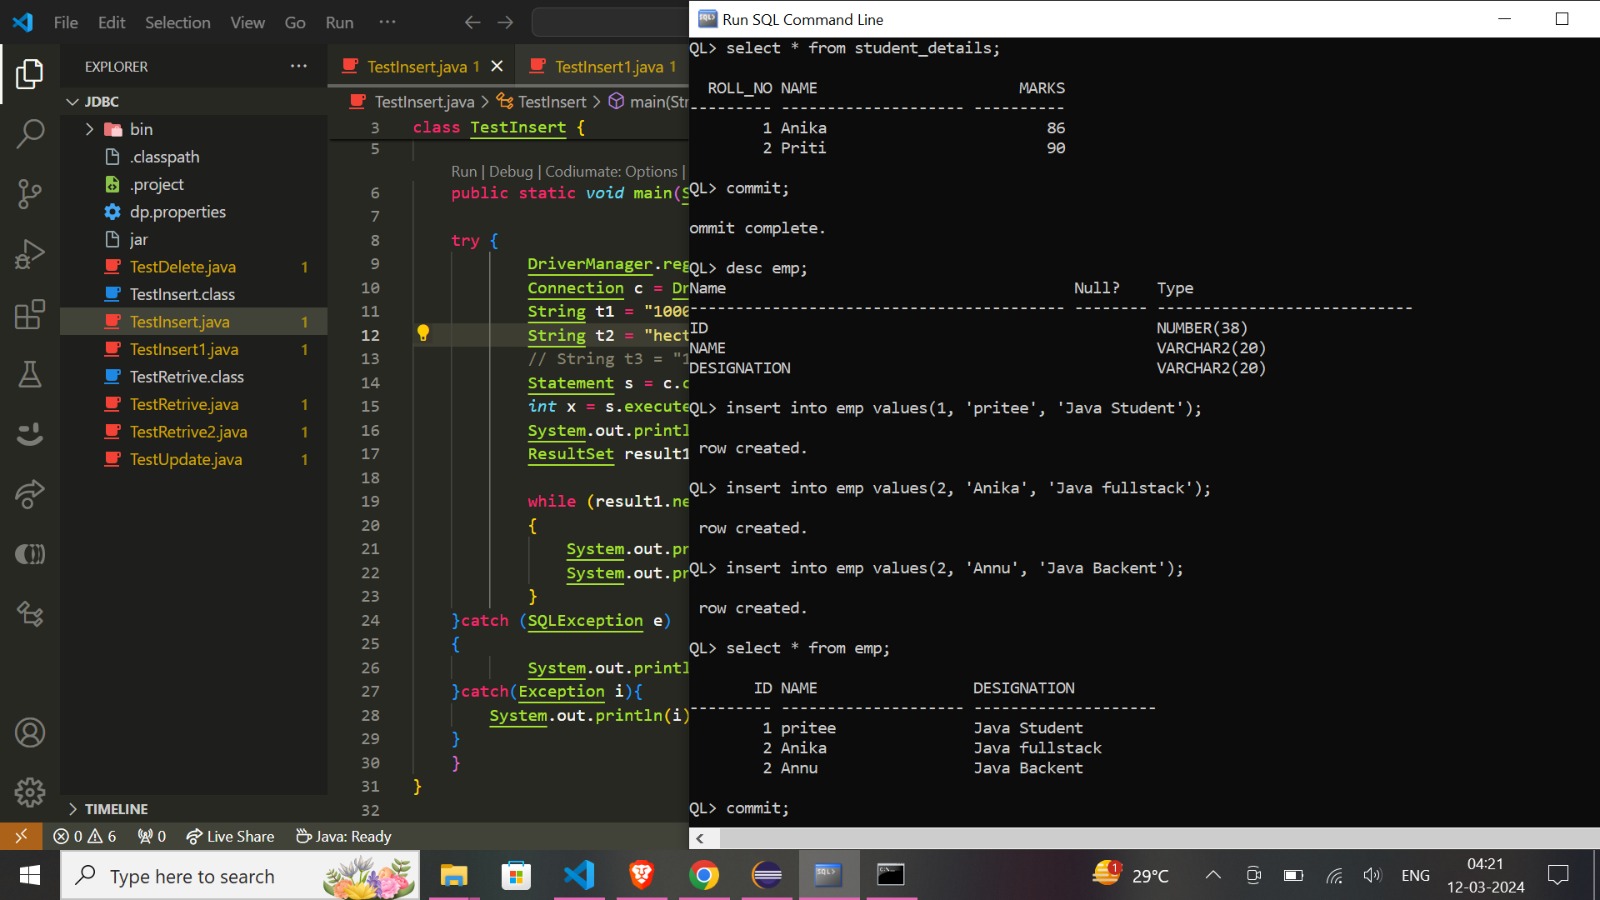 File Edit Selection View Go Run ···
EXPLORER ···
JDBC
bin
.classpath
.project
dp.properties
jar
TestDelete.java 1
TestInsert.class
TestInsert.java 1
TestInsert1.java 1
TestRetrive.class
TestRetrive.java 1
TestRetrive2.java 1
TestUpdate.java 1
TIMELINE
TestInsert.java 1 TestInsert1.java 1
TestInsert.java > TestInsert > main(Str
3 class TestInsert {
5
Run | Debug | Codiumate: Options |
6 public static void main(S
7
8 try {
9 DriverManager.reg
10 Connection c = Dr
11 String t1 = "1000
12 String t2 = "hect
13 // String t3 = "1
14 Statement s = c.c
15 int x = s.execute
16 System.out.printl
17 ResultSet result1
18
19 while (result1.ne
20 {
21 System.out.pr
22 System.out.pr
23 }
24 }catch (SQLException e)
25 {
26 System.out.printl
27 }catch(Exception i){
28 System.out.println(i)
29 }
30 }
31 }
32
0 6 0 Live Share Java: Ready
Run SQL Command Line
QL> select * from student_details;
ROLL_NO NAME MARKS
--------- -------------------- ----------
1 Anika 86
2 Priti 90
QL> commit;
ommit complete.
QL> desc emp;
Name Null? Type
----------------------------------------- -------- ----------------------------
ID NUMBER(38)
NAME VARCHAR2(20)
DESIGNATION VARCHAR2(20)
QL> insert into emp values(1, 'pritee', 'Java Student');
row created.
QL> insert into emp values(2, 'Anika', 'Java fullstack');
row created.
QL> insert into emp values(2, 'Annu', 'Java Backent');
row created.
QL> select * from emp;
ID NAME DESIGNATION
--------- -------------------- --------------------
1 pritee Java Student
2 Anika Java fullstack
2 Annu Java Backent
QL> commit;
Type here to search
1 29°C ENG
04:21
12-03-2024